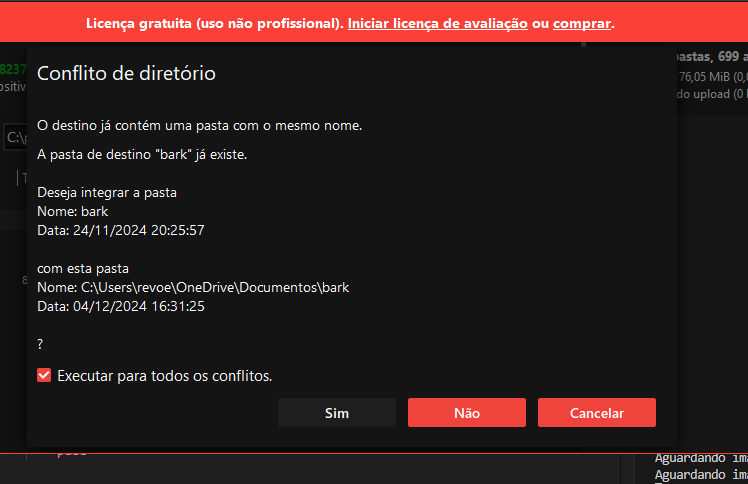 Licença gratuita (uso não profissional). Iniciar licença de avaliação ou comprar.
8237
ositiv
pastas, 699 a
76,05 MiB (0,
do upload (0 
Conflito de diretório
O destino já contém uma pasta com o mesmo nome.
C:\p
A pasta de destino "bark" já existe.
Deseja integrar a pasta
Nome: bark
Data: 24/11/2024 20:25:57
com esta pasta
Nome: C:\Users\revoe\OneDrive\Documentos\bark
Data: 04/12/2024 16:31:25
?
Executar para todos os conflitos.
Sim
Não
Cancelar
Aguardando ima
Aguardando ima